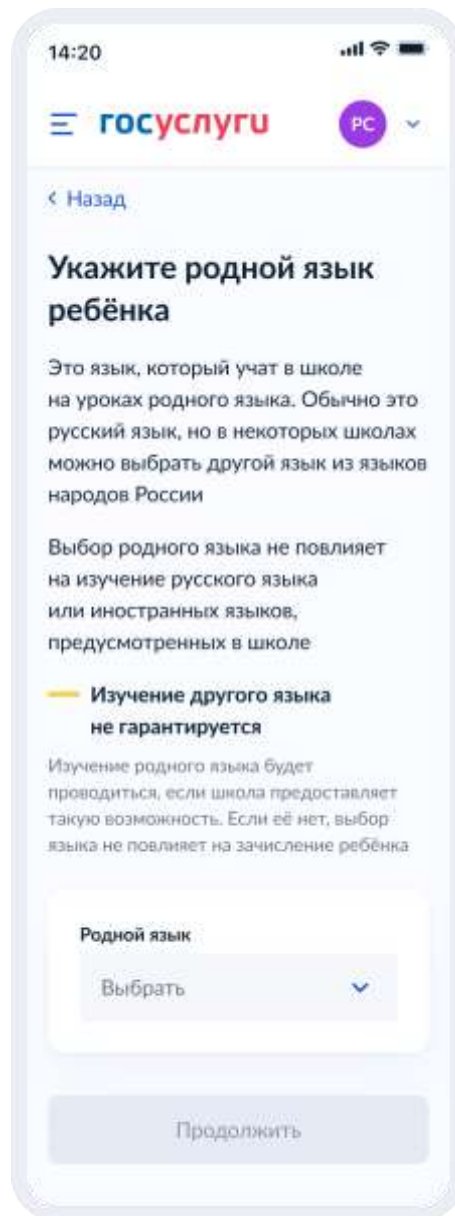 14:20
госуслуги
РС
Назад
Укажите родной язык
ребёнка
Это язык, который учат в школе
на уроках родного языка. Обычно это
русский язык, но в некоторых школах
можно выбрать другой язык из языков
народов России
Выбор родного языка не повлияет
на изучение русского языка
или иностранных языков,
предусмотренных в школе
Изучение другого языка
не гарантируется
Изучение родного языка будет
проводиться, если школа предоставляет
такую возможность. Если её нет, выбор
языка не повлияет на зачисление ребёнка
Родной язык
Выбрать
Продолжить